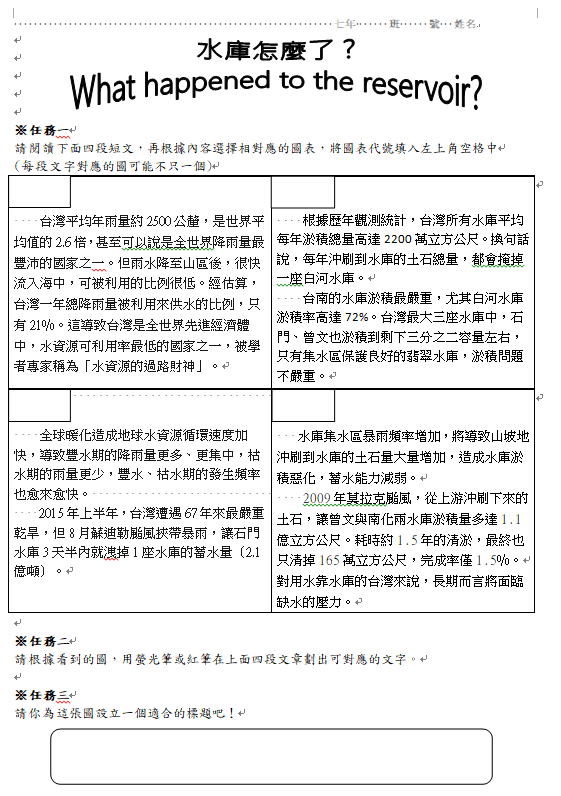 七年 班 號 姓名
水庫怎麼了？
What happened to the reservoir?
※任務一
請閱讀下面四段短文，再根據內容選擇相對應的圖表，將圖表代號填入左上角空格中
(每段文字對應的圖可能不只一個)
台灣平均年雨量約 2500 公釐，是世界平
均值的 2.6 倍，甚至可以說是全世界降雨量最
豐沛的國家之一。但雨水降至山區後，很快
流入海中，可被利用的比例很低。經估算，
台灣一年總降雨量被利用來供水的比例，只
有 21%。這導致台灣是全世界先進經濟體
中，水資源可利用率最低的國家之一，被學
者專家稱為「水資源的過路財神」。
根據歷年觀測統計，台灣所有水庫平均
每年淤積總量高達 2200 萬立方公尺。換句話
說，每年沖刷到水庫的土石總量，都會掩掉
一座白河水庫。
台南的水庫淤積最嚴重，尤其白河水庫
淤積率高達 72%。台灣最大三座水庫中，石
門、曾文也淤積到剩下三分之二容量左右，
只有集水區保護良好的翡翠水庫，淤積問題
不嚴重。
全球暖化造成地球水資源循環速度加
快，導致豐水期的降雨量更多、更集中，枯
水期的雨量更少，豐水、枯水期的發生頻率
也愈來愈快。
2015 年上半年，台灣遭遇 67 年來最嚴重
乾旱，但 8 月蘇迪勒颱風挾帶暴雨，讓石門
水庫 3 天半內就洩掉 1 座水庫的蓄水量〔2.1
億噸〕。
水庫集水區暴雨頻率增加，將導致山坡地
沖刷到水庫的土石量大量增加，造成水庫淤
積惡化，蓄水能力減弱。
2009 年莫拉克颱風，從上游沖刷下來的
土石，讓曾文與南化兩水庫淤積量多達 1.1
億立方公尺。耗時約 1.5 年的清淤，最終也
只清掉 165 萬立方公尺，完成率僅 1.5%。
對用水靠水庫的台灣來說，長期而言將面臨
缺水的壓力。
※任務二
請根據看到的圖，用螢光筆或紅筆在上面四段文章劃出可對應的文字。
※任務三
請你為這張圖設立一個適合的標題吧！